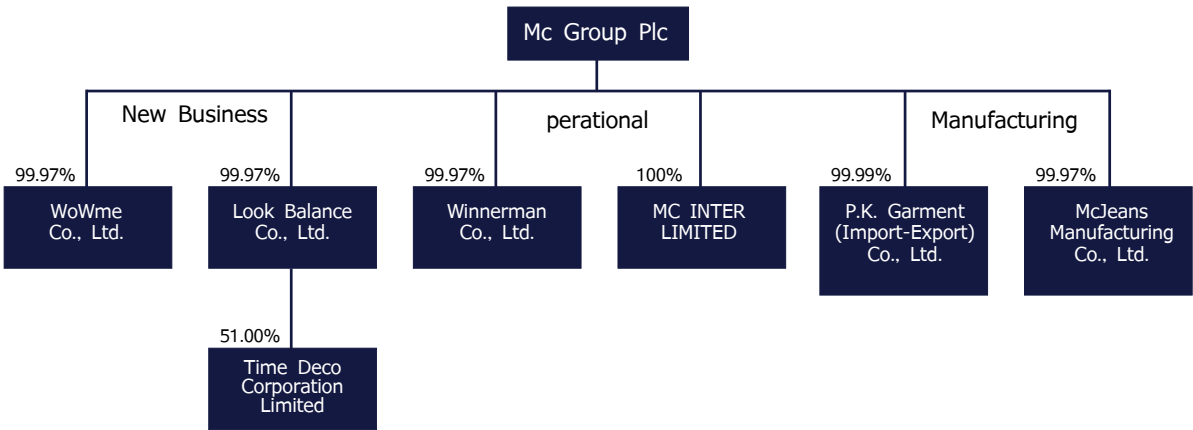 Mc Group Plc
New Business
perational
Manufacturing
99.97%
99.97%
99.97%
100%
99.99%
99.97%
WoWme
Co., Ltd.
Look Balance
Co., Ltd.
Winnerman
Co., Ltd.
MC INTER
LIMITED
P.K. Garment
(Import-Export)
Co., Ltd.
McJeans
Manufacturing
Co., Ltd.
51.00%
Time Deco
Corporation
Limited